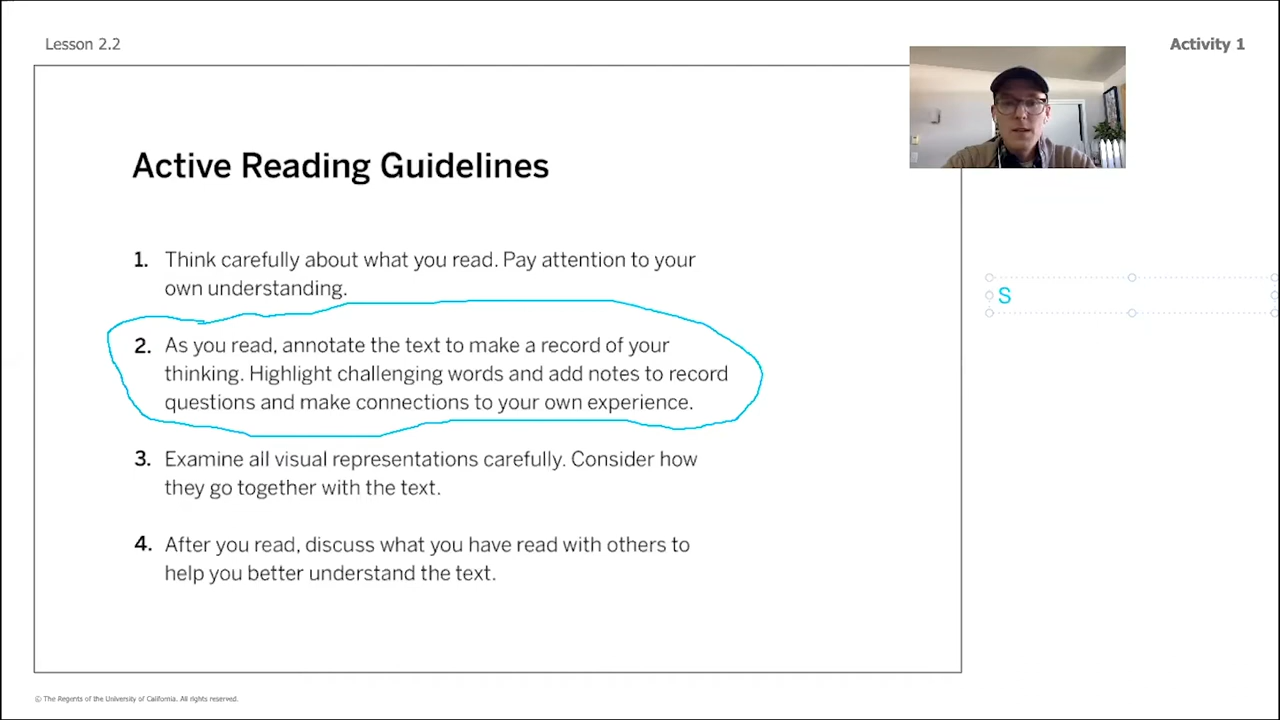 Lesson 2.2
Activity 1
Active Reading Guidelines
1. Think carefully about what you read. Pay attention to your
own understanding.
2. As you read, annotate the text to make a record of your
thinking. Highlight challenging words and add notes to record
questions and make connections to your own experience.
S
3. Examine all visual representations carefully. Consider how
they go together with the text.
4. After you read, discuss what you have read with others to
help you better understand the text.
© The Regents of the University of California. All rights reserved.